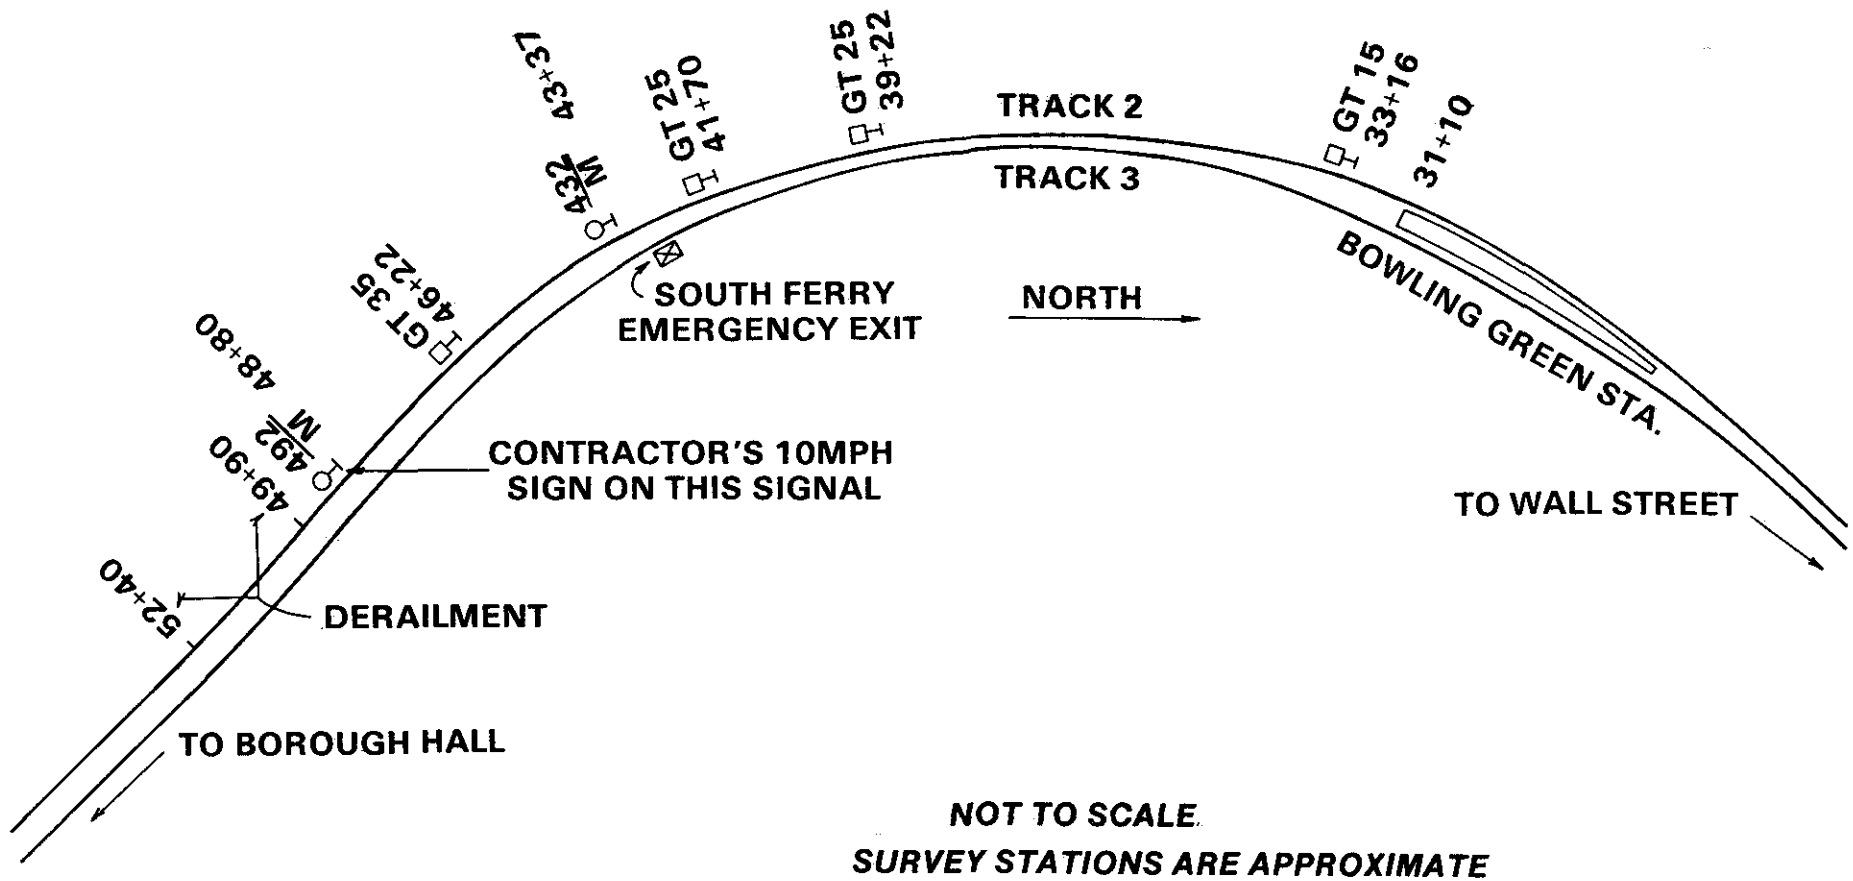 43+37
432
M
GT 25
41+70
GT 25
39+22
TRACK 2
TRACK 3
GT 15
33+16
31+10
BOWLING GREEN STA.
GT 35
46+22
SOUTH FERRY
EMERGENCY EXIT
NORTH
48+80
492
M
49+90
CONTRACTOR'S 10MPH
SIGN ON THIS SIGNAL
TO WALL STREET
52+40
DERAILMENT
TO BOROUGH HALL
NOT TO SCALE.
SURVEY STATIONS ARE APPROXIMATE